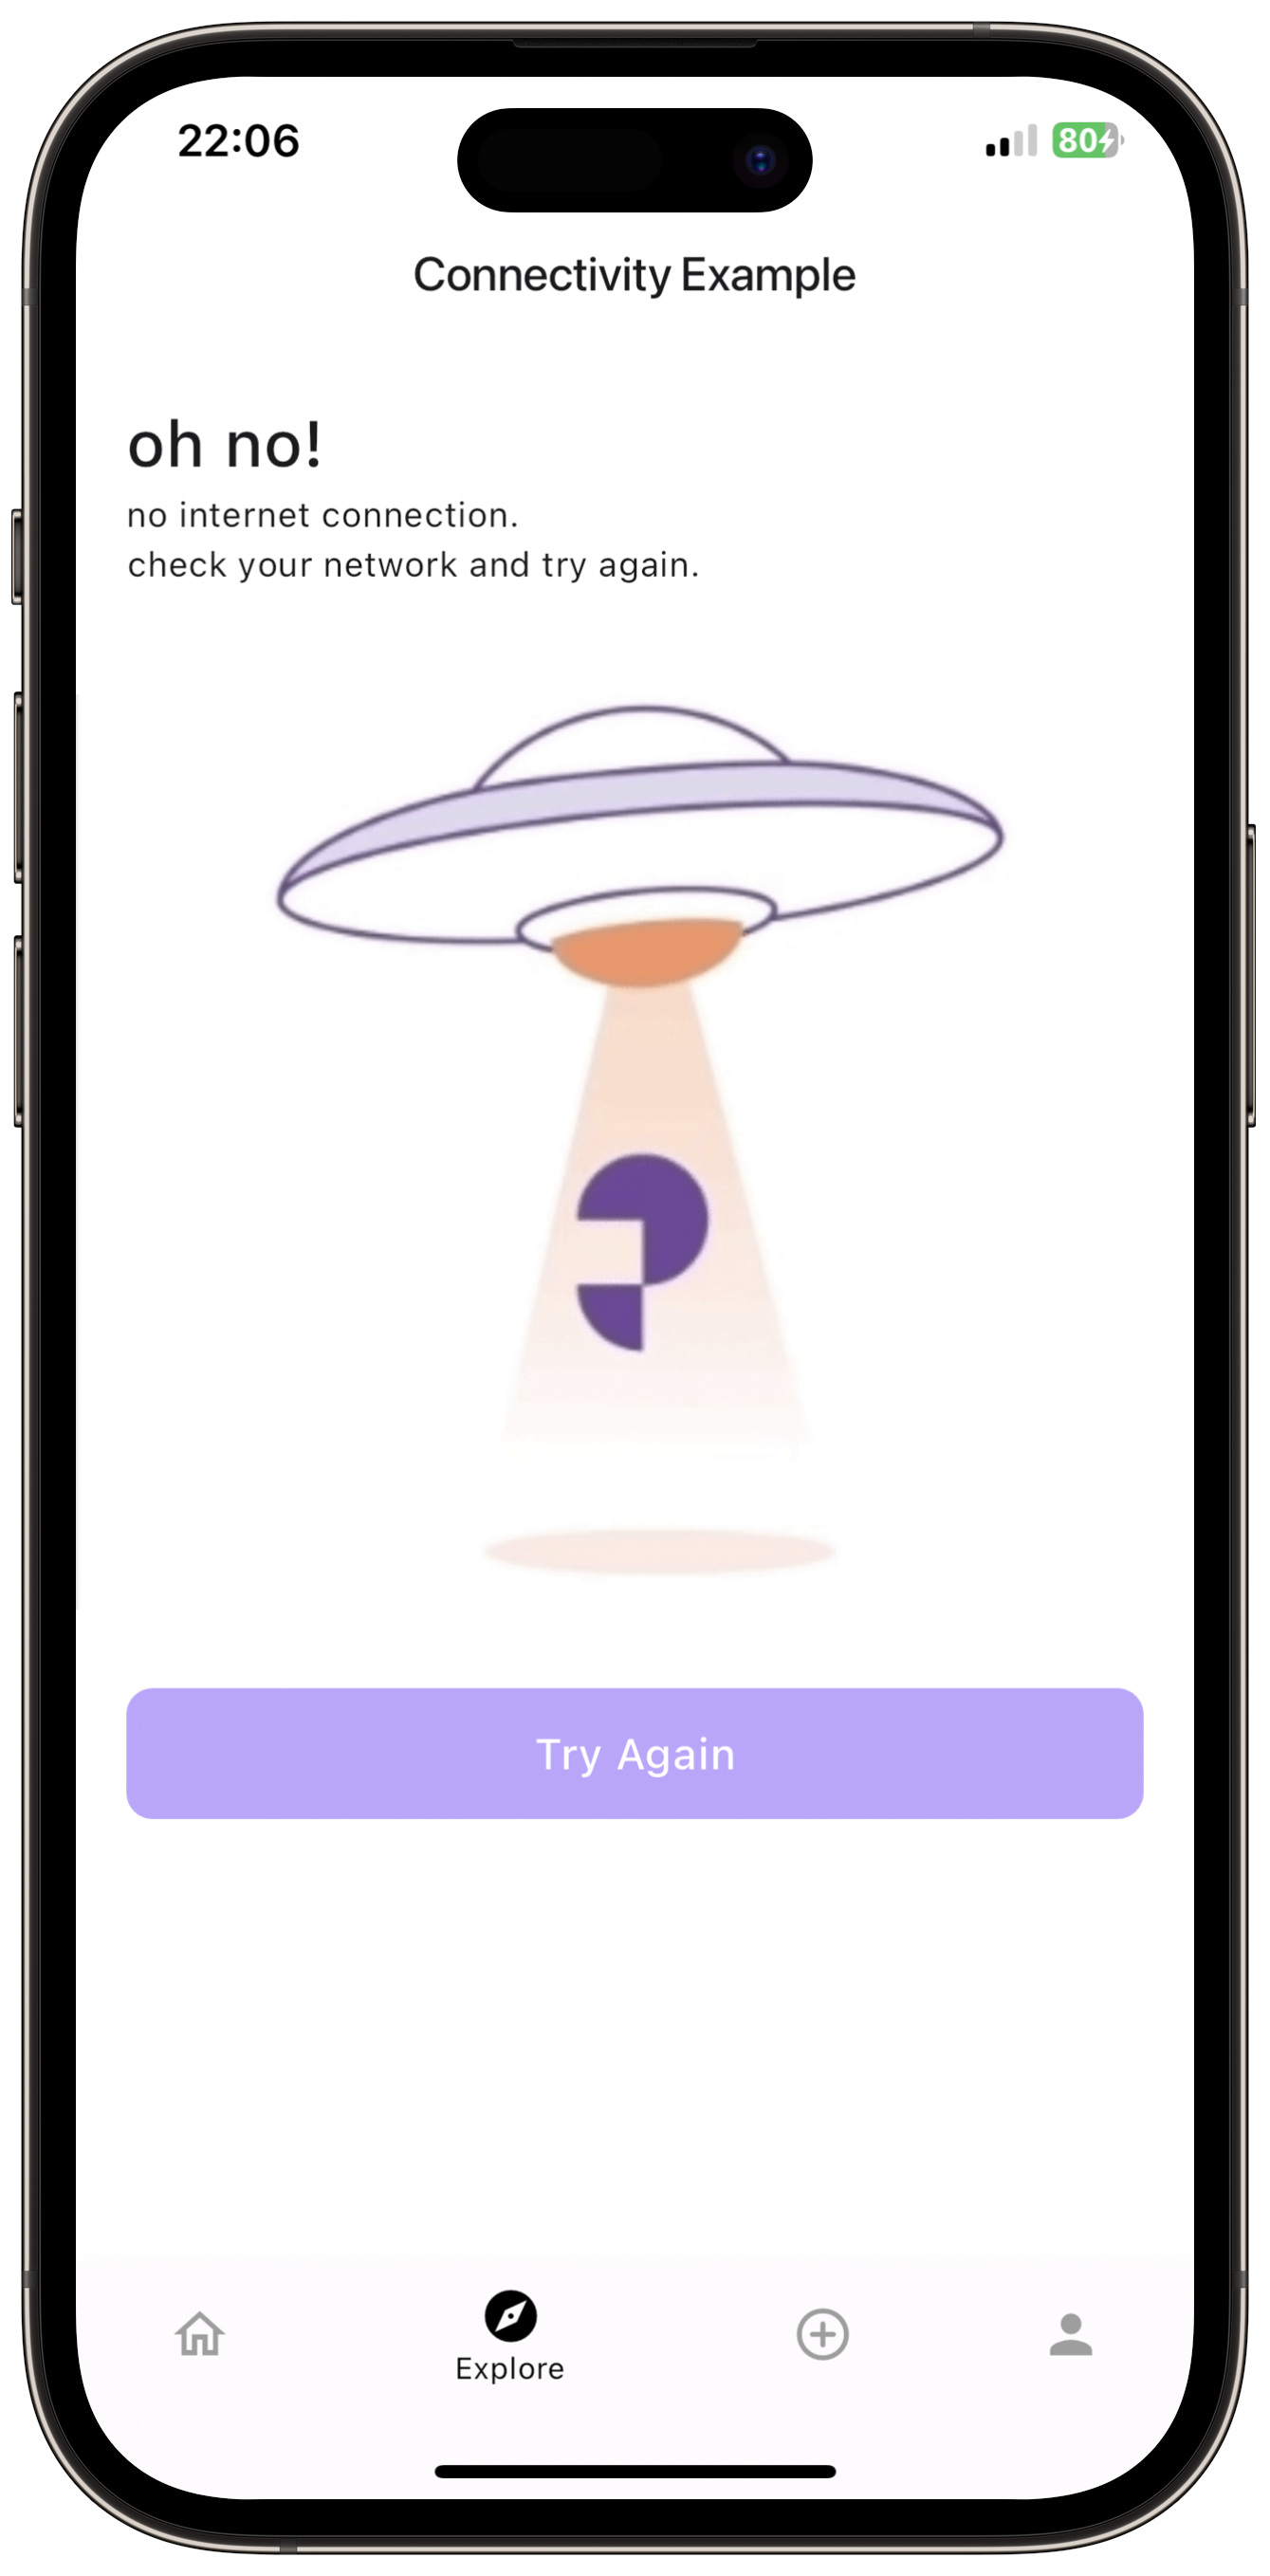 22:06
80
Connectivity Example
oh no!
no internet connection.
check your network and try again.
Try Again
Explore